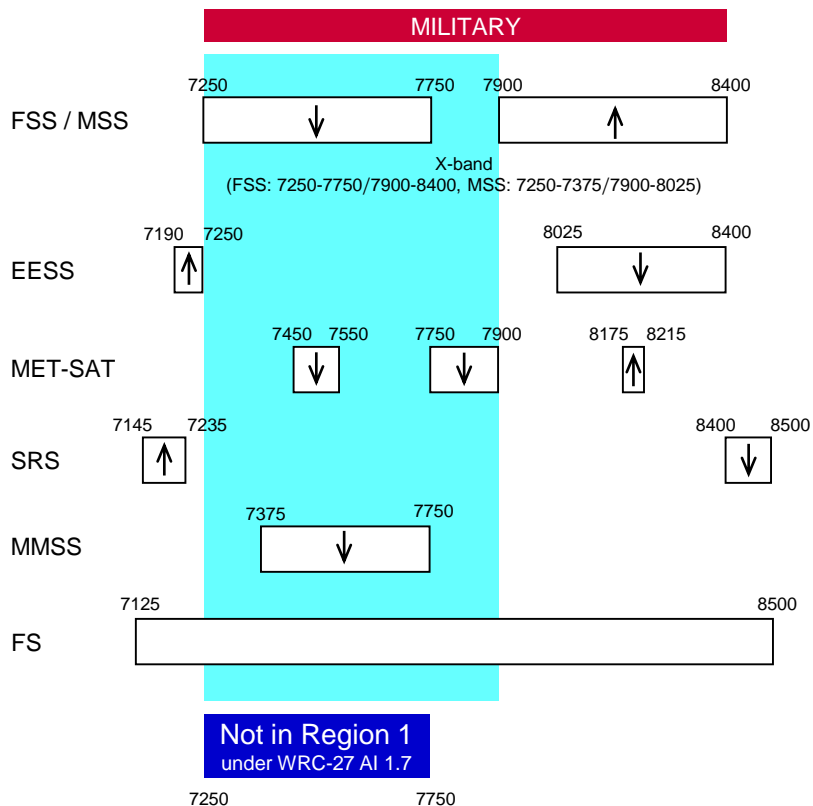 MILITARY
7250 7750 7900 8400
FSS / MSS
X-band
(FSS: 7250-7750/7900-8400, MSS: 7250-7375/7900-8025)
7190 7250 8025 8400
EESS
7450 7550 7750 7900 8175 8215
MET-SAT
7145 7235 8400 8500
SRS
7375 7750
MMSS
7125 8500
FS
Not in Region 1
under WRC-27 AI 1.7
7250 7750